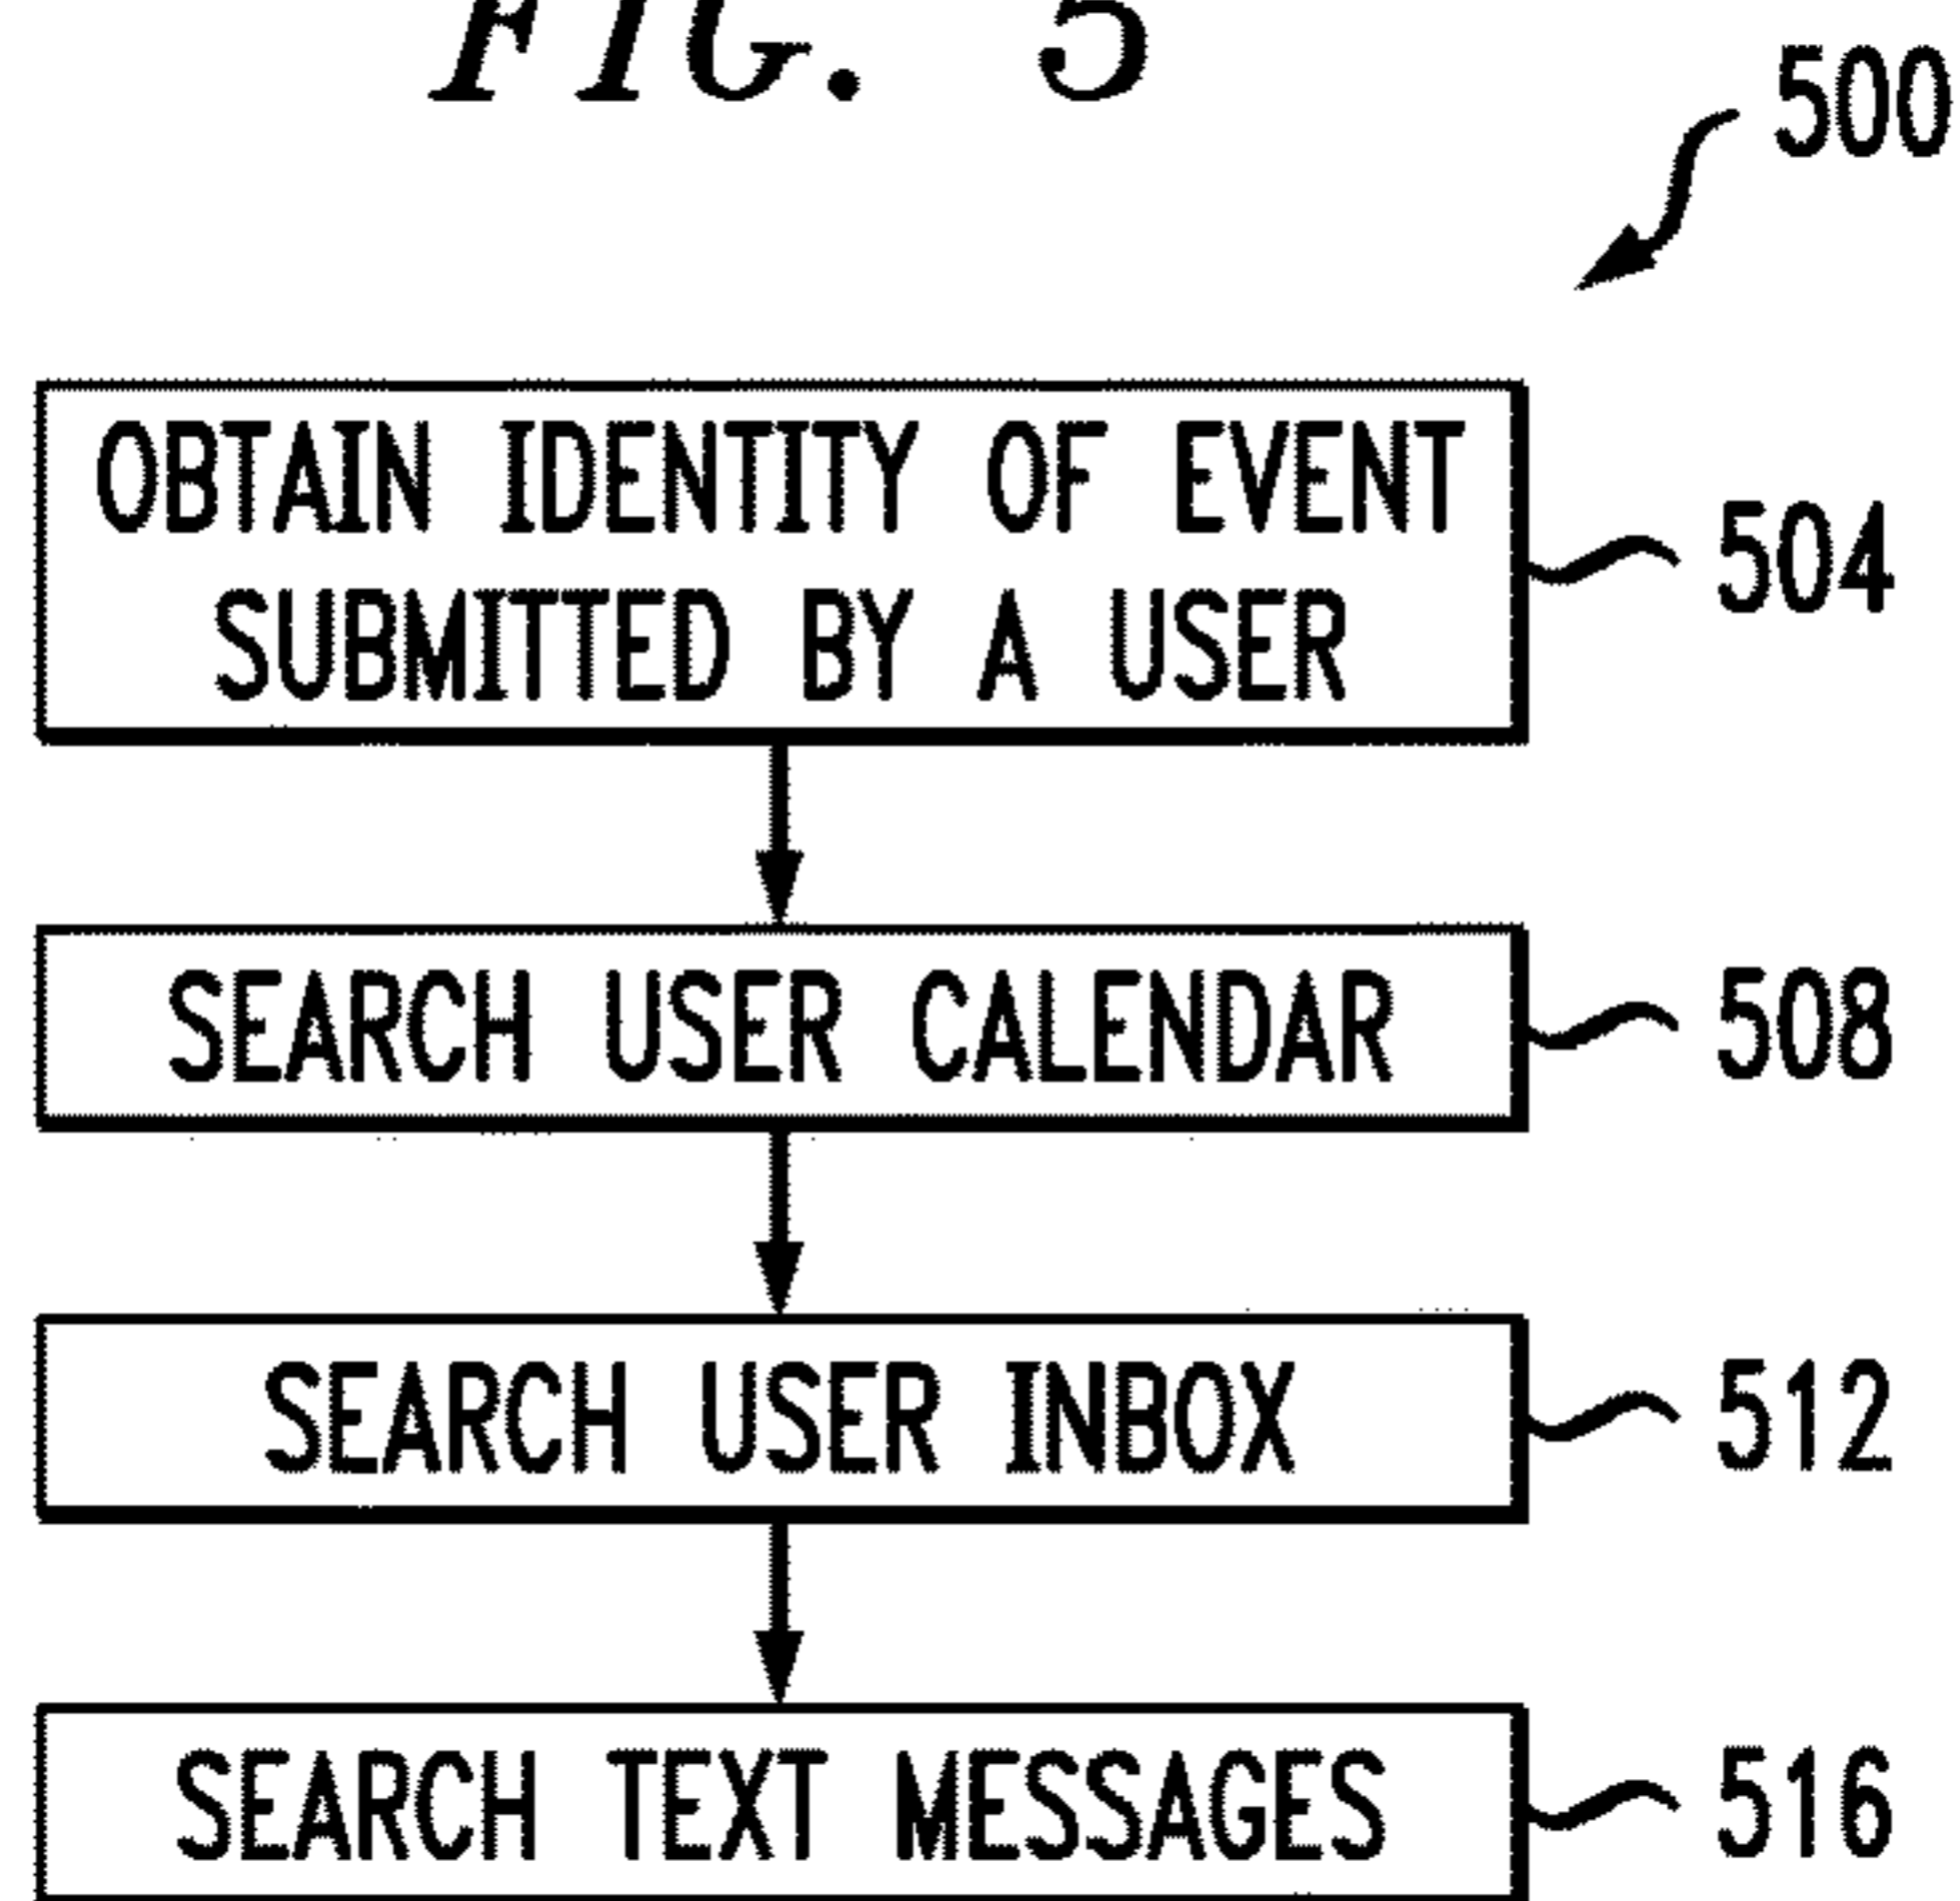 FIG. 5
500
OBTAIN IDENTITY OF EVENT
SUBMITTED BY A USER
504
SEARCH USER CALENDAR
508
SEARCH USER INBOX
512
SEARCH TEXT MESSAGES
516